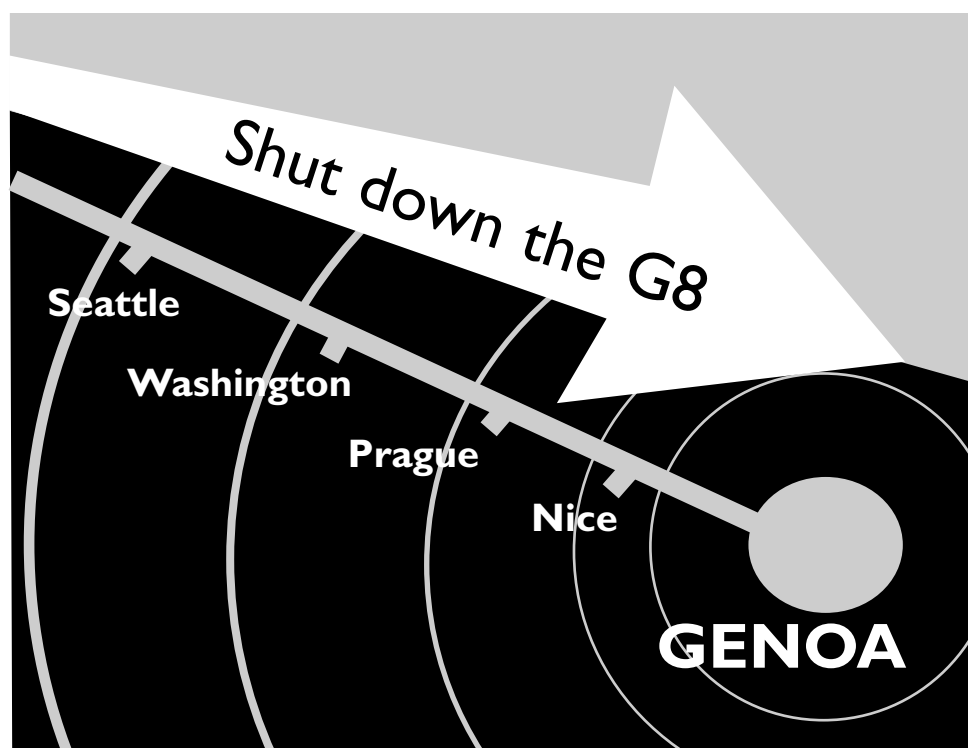 Shut down the G8
Seattle
Washington
Prague
Nice
GENOA